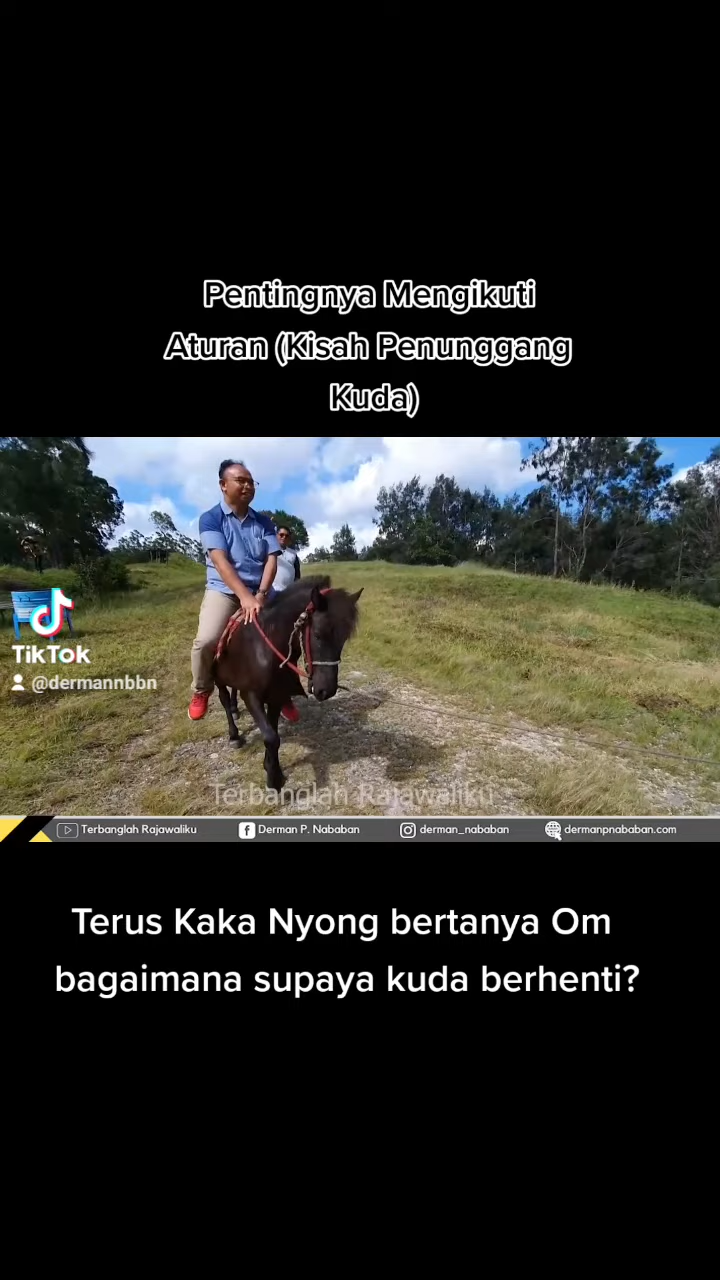 Pentingnya Mengikuti
Aturan (Kisah Penunggang
Kuda)
TikTok
@dermannbbn
Terbanglah Rajawaliku
Terbanglah Rajawaliku Derman P. Nababan derman_nababan dermanpnababan.com
Terus Kaka Nyong bertanya Om
bagaimana supaya kuda berhenti?